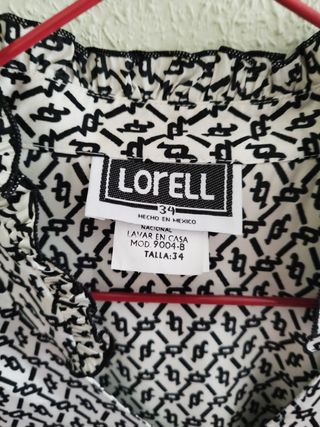 LOrELL
34
HECHO EN MEXICO
NACIONAL
LAVAR EN CASA
MOD 9004-B
TALLA:34